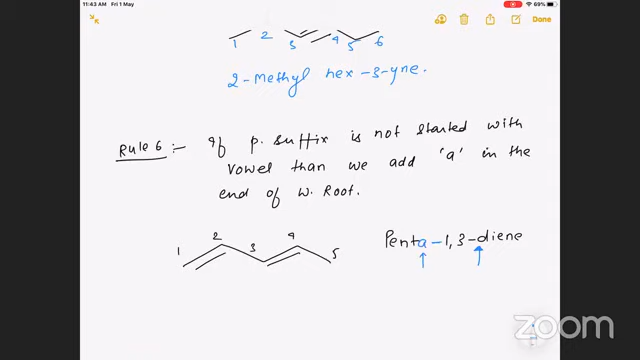 11:43 AM Fri 1 May
69%
Done
1 2 3 4 5 6
2-Methyl hex-3-yne.
Rule 6:- If p. suffix is not started with
vowel than we add 'a' in the
end of W. Root.
1 2 3 4 5
Penta-1,3-diene
zoom